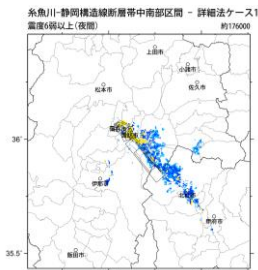 糸魚川-静岡構造線断層帯中南部区間 - 詳細法ケース1
震度6弱以上(夜間)
約176000
上田市
小諸市
松本市
佐久市
36°
伊那市
甲府市
35.5°
飯田市